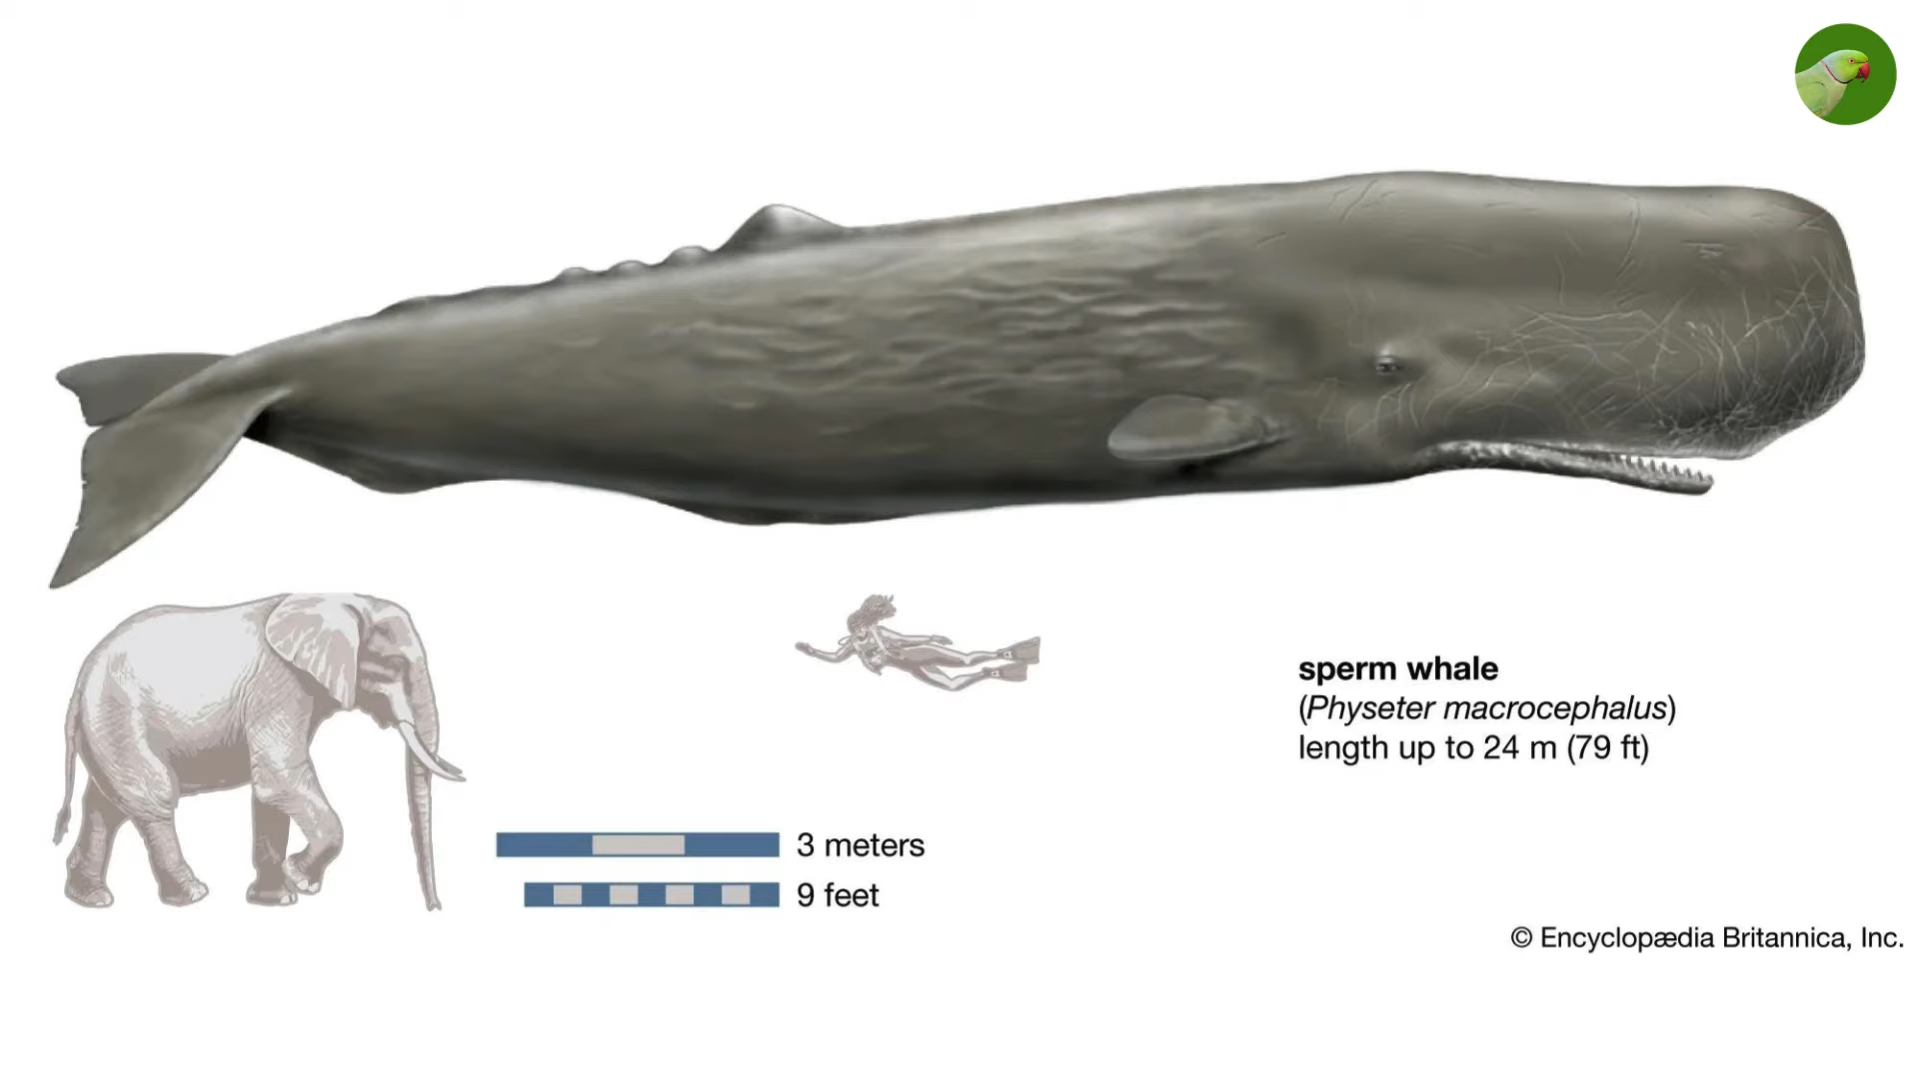 sperm whale
(Physeter macrocephalus)
length up to 24 m (79 ft)
3 meters
9 feet
© Encyclopædia Britannica, Inc.